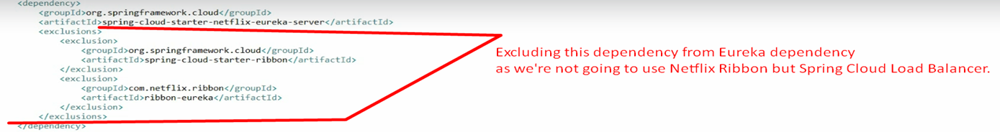 <dependency>
<groupId>org.springframework.cloud</groupId>
<artifactId>spring-cloud-starter-netflix-eureka-server</artifactId>
<exclusions>
<exclusion>
<groupId>org.springframework.cloud</groupId>
<artifactId>spring-cloud-starter-ribbon</artifactId>
</exclusion>
<exclusion>
<groupId>com.netflix.ribbon</groupId>
<artifactId>ribbon-eureka</artifactId>
</exclusion>
</exclusions>
</dependency>
Excluding this dependency from Eureka dependency
as we're not going to use Netflix Ribbon but Spring Cloud Load Balancer.